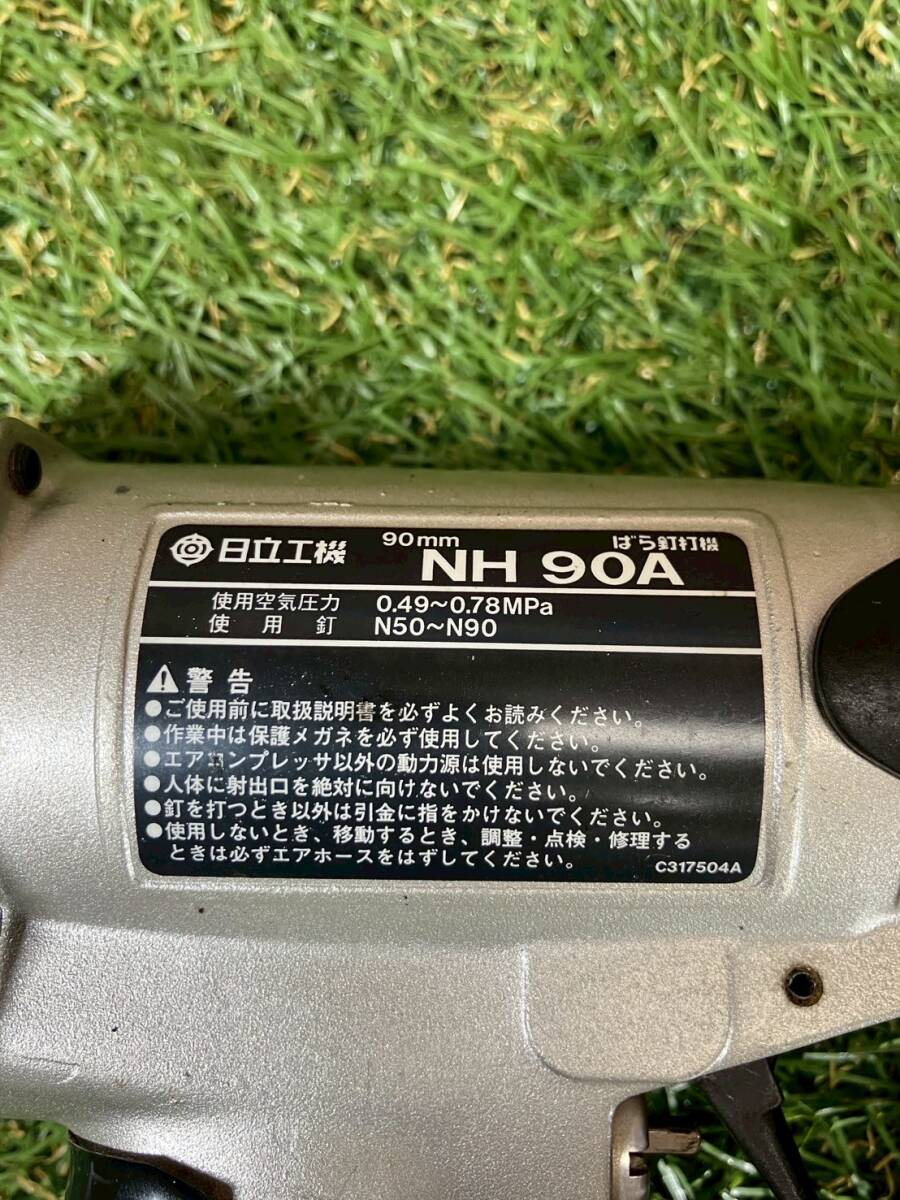 日立工機 90mm NH 90A ばら釘打機
使用空気圧力 0.49～0.78MPa
使用釘 N50～N90
警告
●ご使用前に取扱説明書を必ずよくお読みください。
●作業中は保護メガネを必ず使用してください。
●エアコンプレッサ以外の動力源は使用しないでください。
●人体に射出口を絶対に向けないでください。
●釘を打つとき以外は引金に指をかけないでください。
●使用しないとき、移動するとき、調整・点検・修理する
ときは必ずエアホースをはずしてください。
C317504A